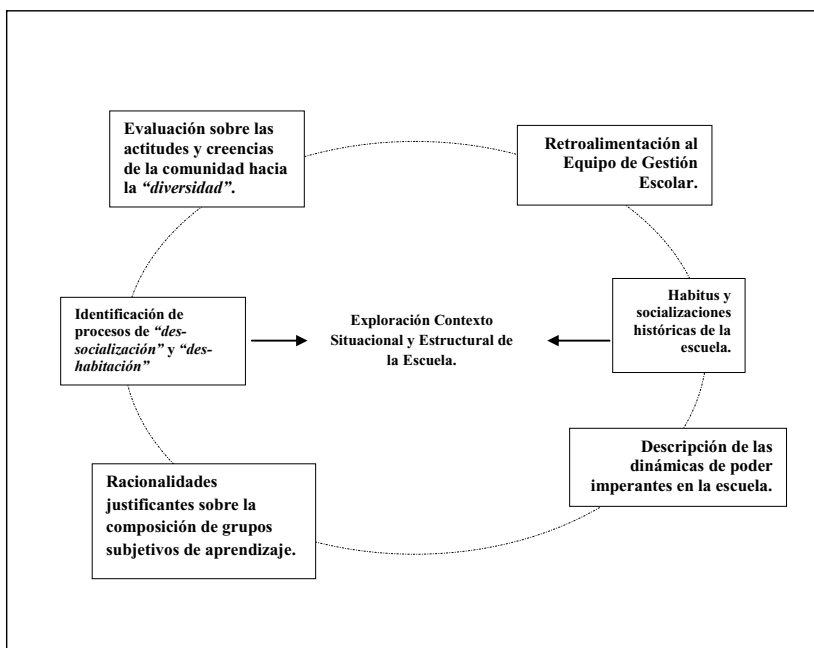 Evaluación sobre las
actitudes y creencias
de la comunidad hacia
la “diversidad”.
Retroalimentación al
Equipo de Gestión
Escolar.
Identificación de
procesos de “des-
socialización” y “des-
habitación”
Exploración Contexto
Situacional y Estructural de
la Escuela.
Habitus y
socializaciones
históricas de la
escuela.
Racionalidades
justificantes sobre la
composición de grupos
subjetivos de aprendizaje.
Descripción de las
dinámicas de poder
imperantes en la escuela.